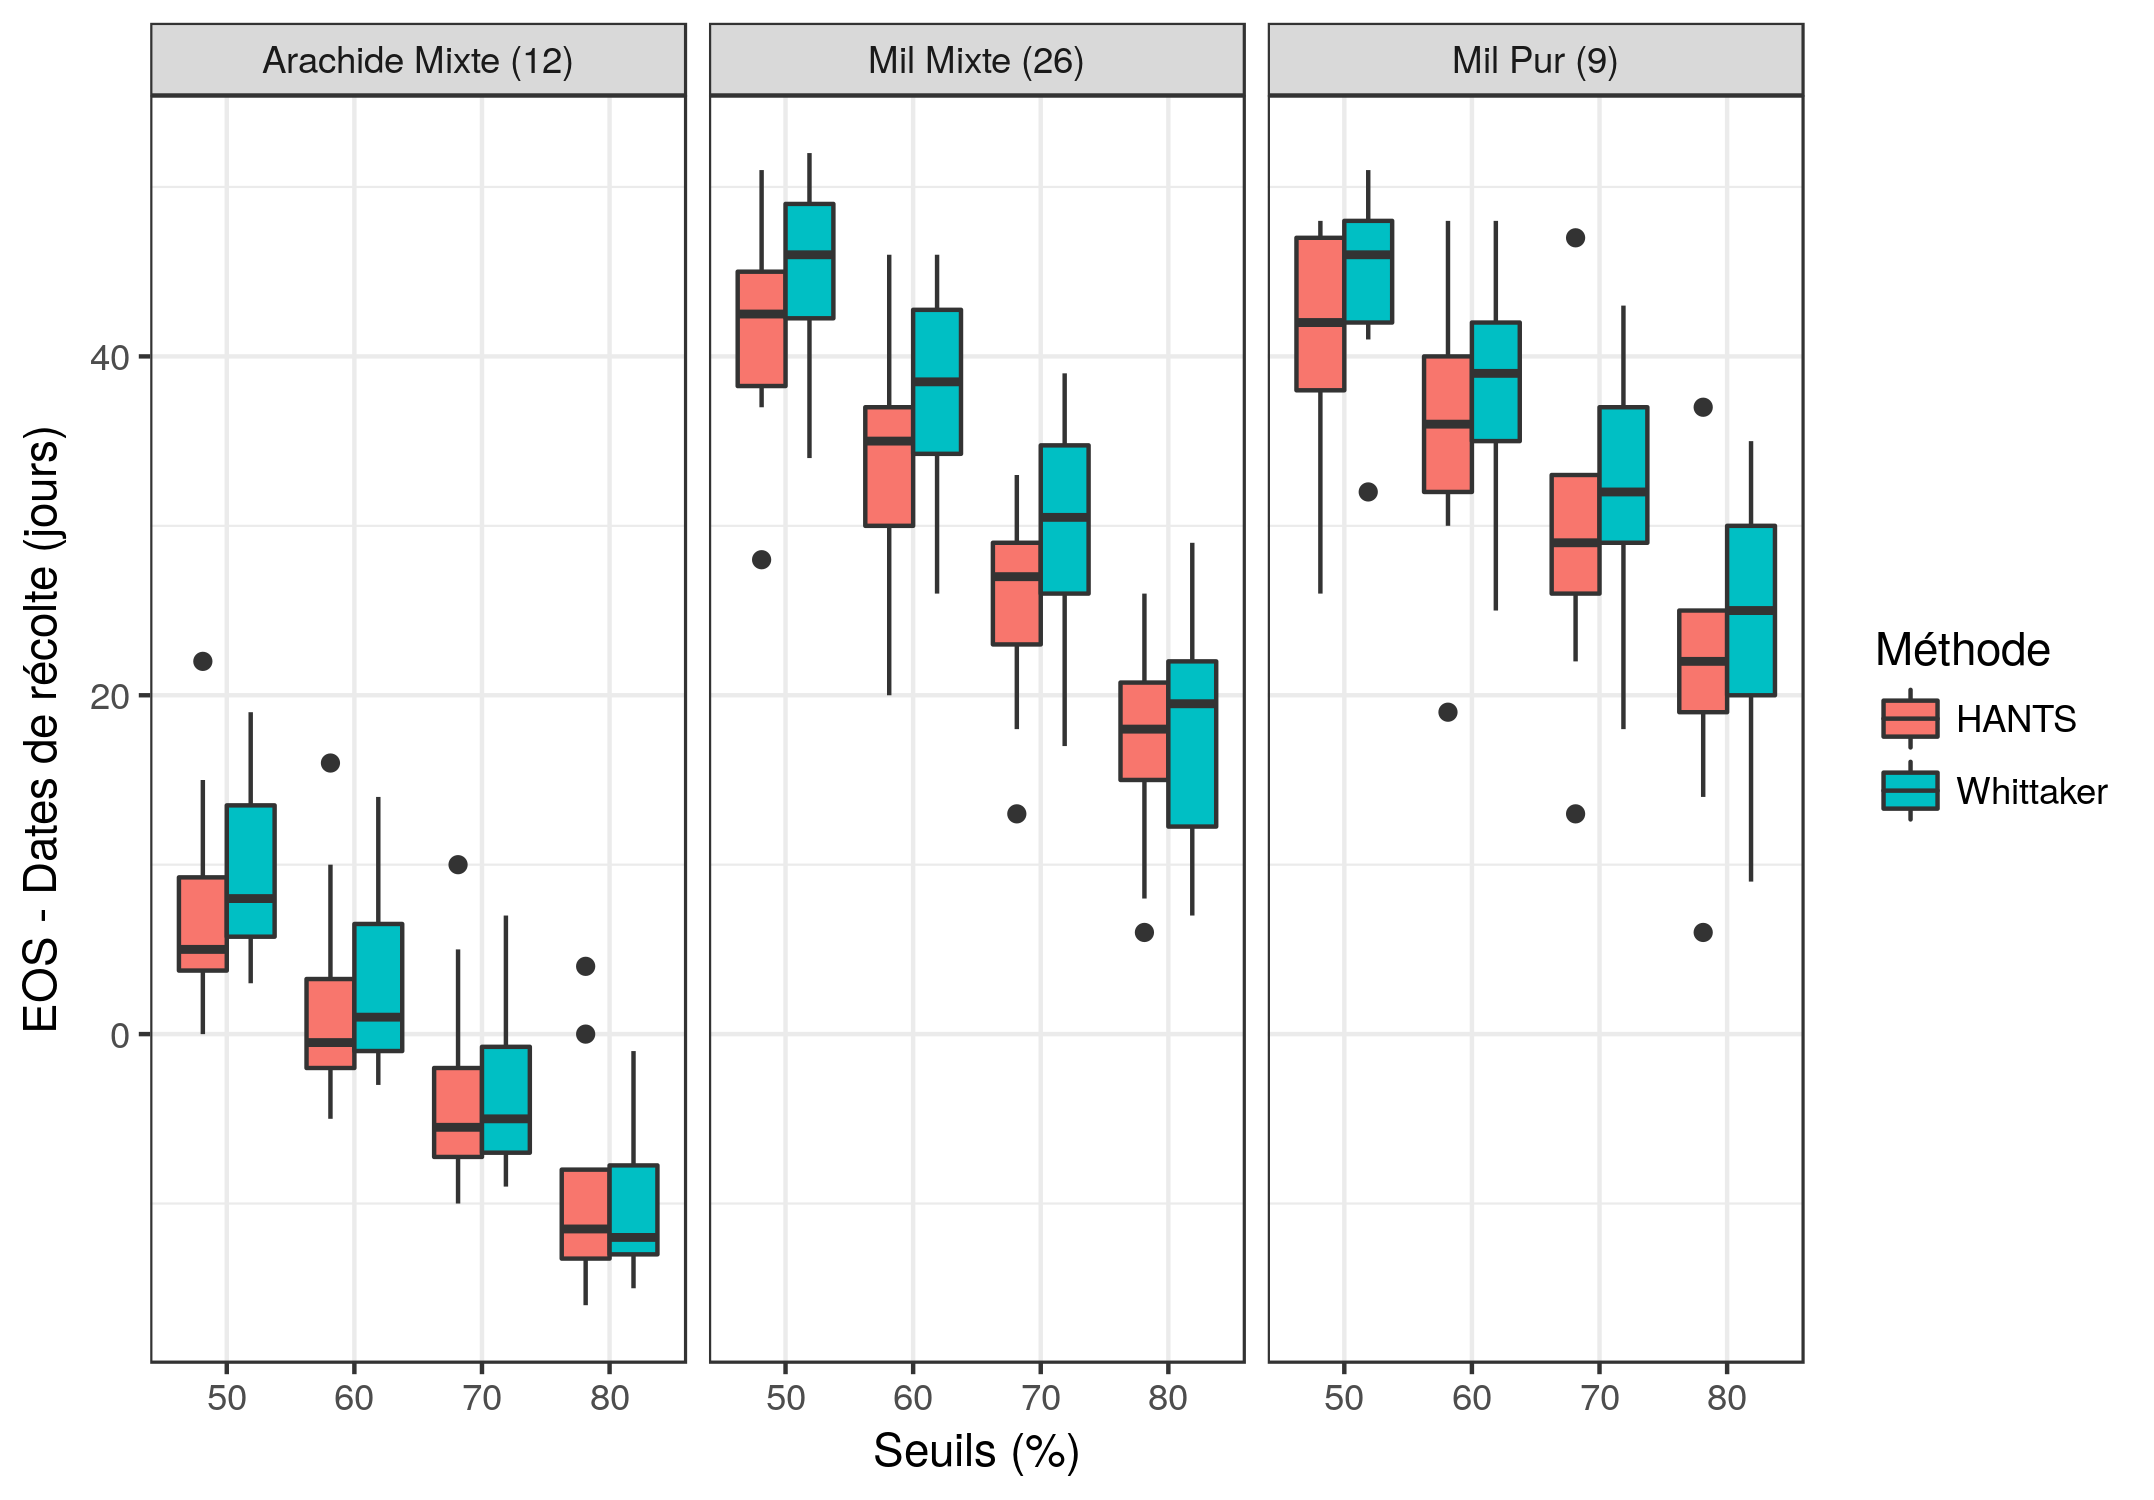 Arachide Mixte (12)
Mil Mixte (26)
Mil Pur (9)
EOS - Dates de récolte (jours)
40
20
0
50 60 70 80
50 60 70 80
50 60 70 80
Seuils (%)
Méthode
HANTS
Whittaker